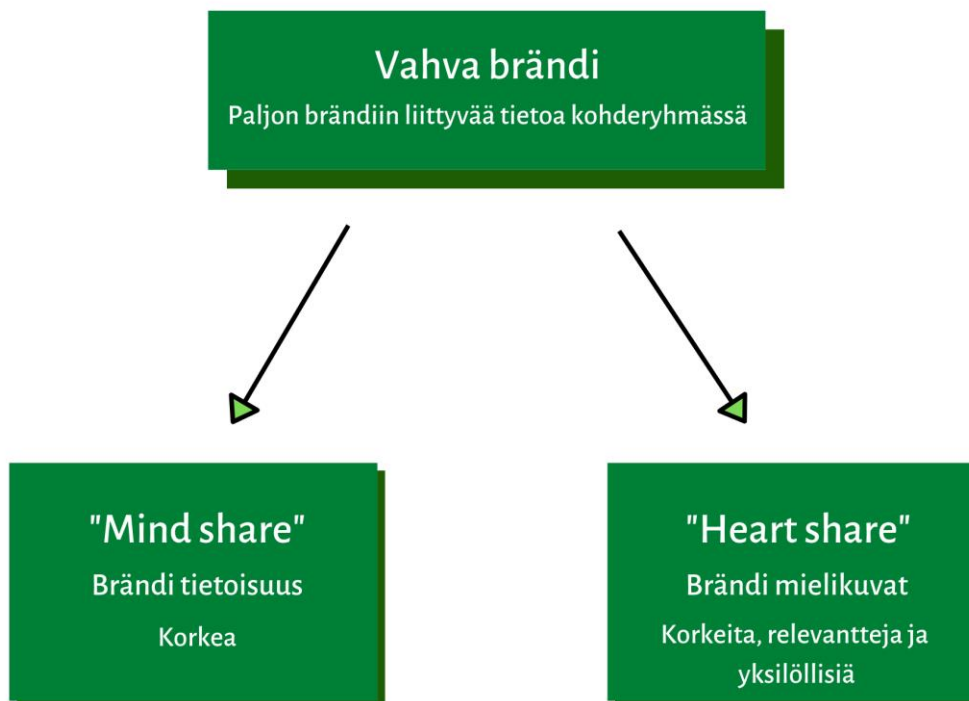 Vahva brändi
Paljon brändiin liittyvää tietoa kohderyhmässä
"Mind share"
Brändi tietoisuus
Korkea
"Heart share"
Brändi mielikuvat
Korkeita, relevantteja ja
yksilöllisiä